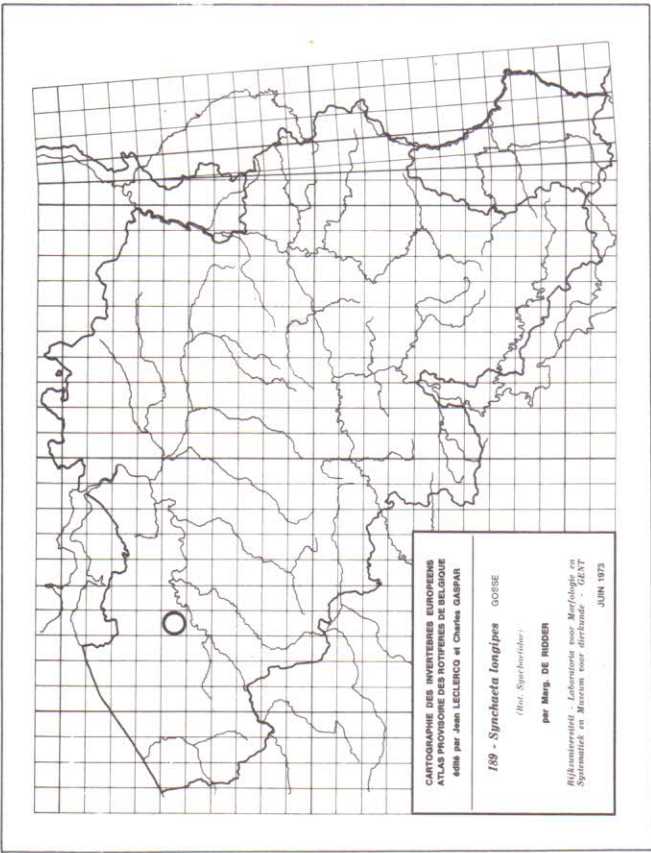 CARTOGRAPHIE DES INVERTEBRES EUROPEENS
ATLAS PROVISOIRE DES ROTIFERES DE BELGIQUE
édité par Jean LECLERCQ et Charles GASPAR
189 - Synchaeta longipes GOSSE
(Rot. Synchaetidae)
par Marg. DE RIDDER
Rijksuniversiteit - Laboratoria voor Morfologie en
Systematiek en Museum voor dierkunde - GENT
JUIN 1973